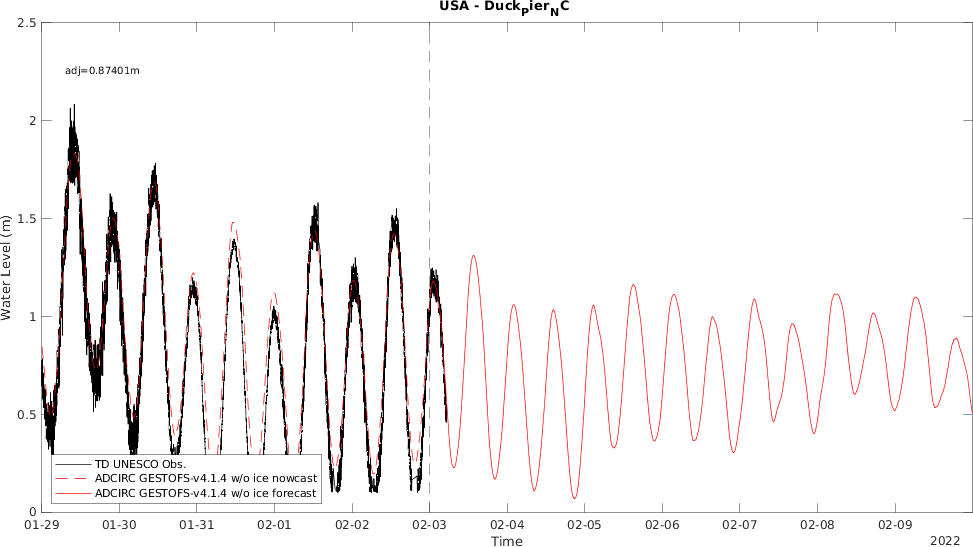 USA - DuckPierNC
2.5
adj=0.87401m
2
1.5
1
0.5
0
Water Level (m)
TD UNESCO Obs.
ADCIRC GESTOFS-v4.1.4 w/o ice nowcast
ADCIRC GESTOFS-v4.1.4 w/o ice forecast
01-29 01-30 01-31 02-01 02-02 02-03 02-04 02-05 02-06 02-07 02-08 02-09
Time
2022